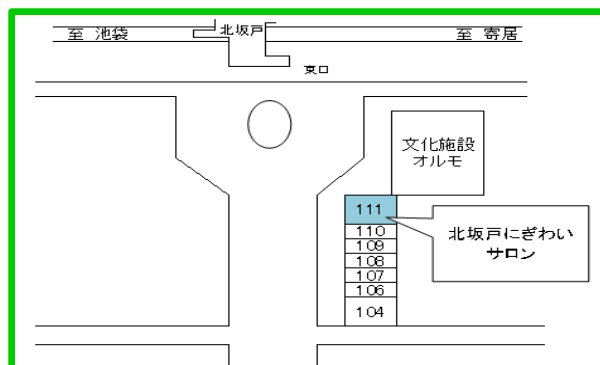 至 池袋
北坂戸
至 寄居
東口
文化施設
オルモ
111
110
109
108
107
106
104
北坂戸にぎわい
サロン